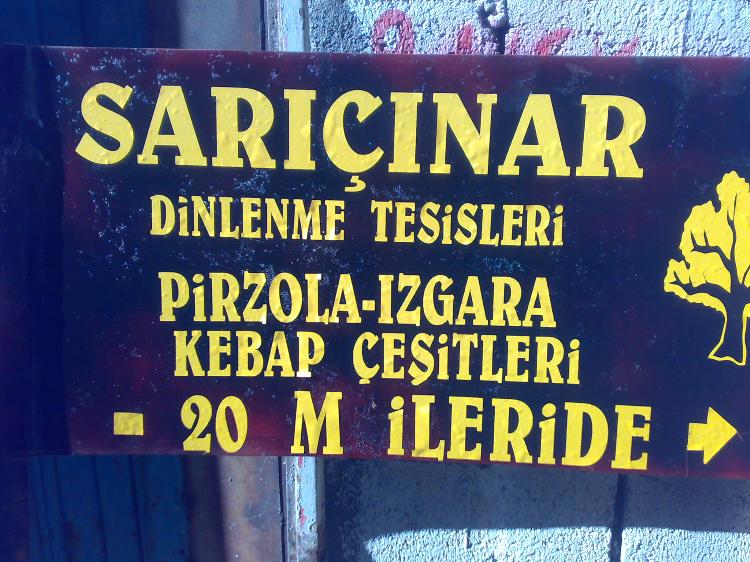 SARIÇINAR
DİNLENME TESİSLERİ
PİRZOLA-IZGARA
KEBAP ÇEŞİTLERİ
- 20 M İLERİDE →